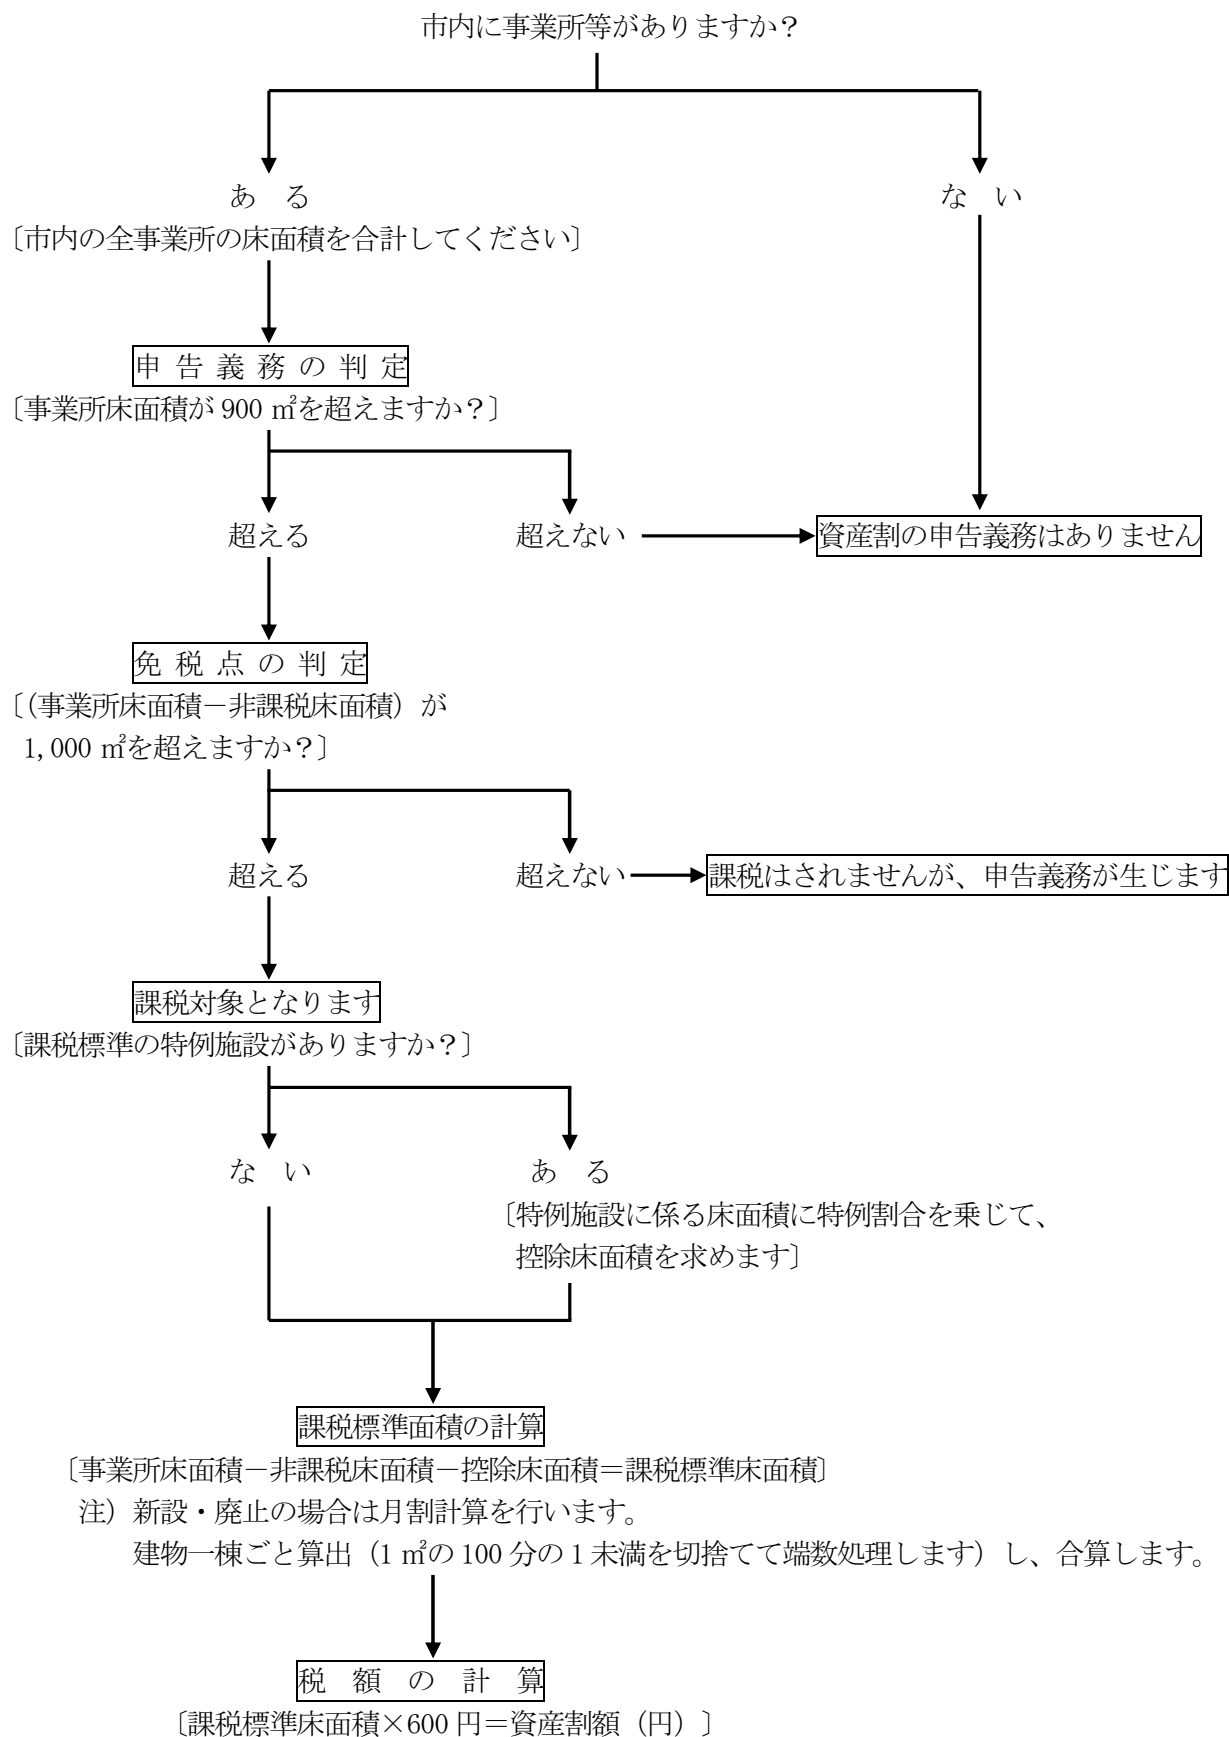 市内に事業所等がありますか？
ある
ない
〔市内の全事業所の床面積を合計してください〕
申告義務の判定
〔事業所床面積が 900 ㎡を超えますか？〕
超える
超えない
資産割の申告義務はありません
免税点の判定
〔(事業所床面積－非課税床面積）が
1,000 ㎡を超えますか？〕
超える
超えない
課税はされませんが、申告義務が生じます
課税対象となります
〔課税標準の特例施設がありますか？〕
ない
ある
〔特例施設に係る床面積に特例割合を乗じて、
控除床面積を求めます〕
課税標準面積の計算
〔事業所床面積－非課税床面積－控除床面積＝課税標準床面積〕
注）新設・廃止の場合は月割計算を行います。
建物一棟ごと算出（1 ㎡の 100 分の 1 未満を切捨てて端数処理します）し、合算します。
税額の計算
〔課税標準床面積×600 円＝資産割額（円）〕